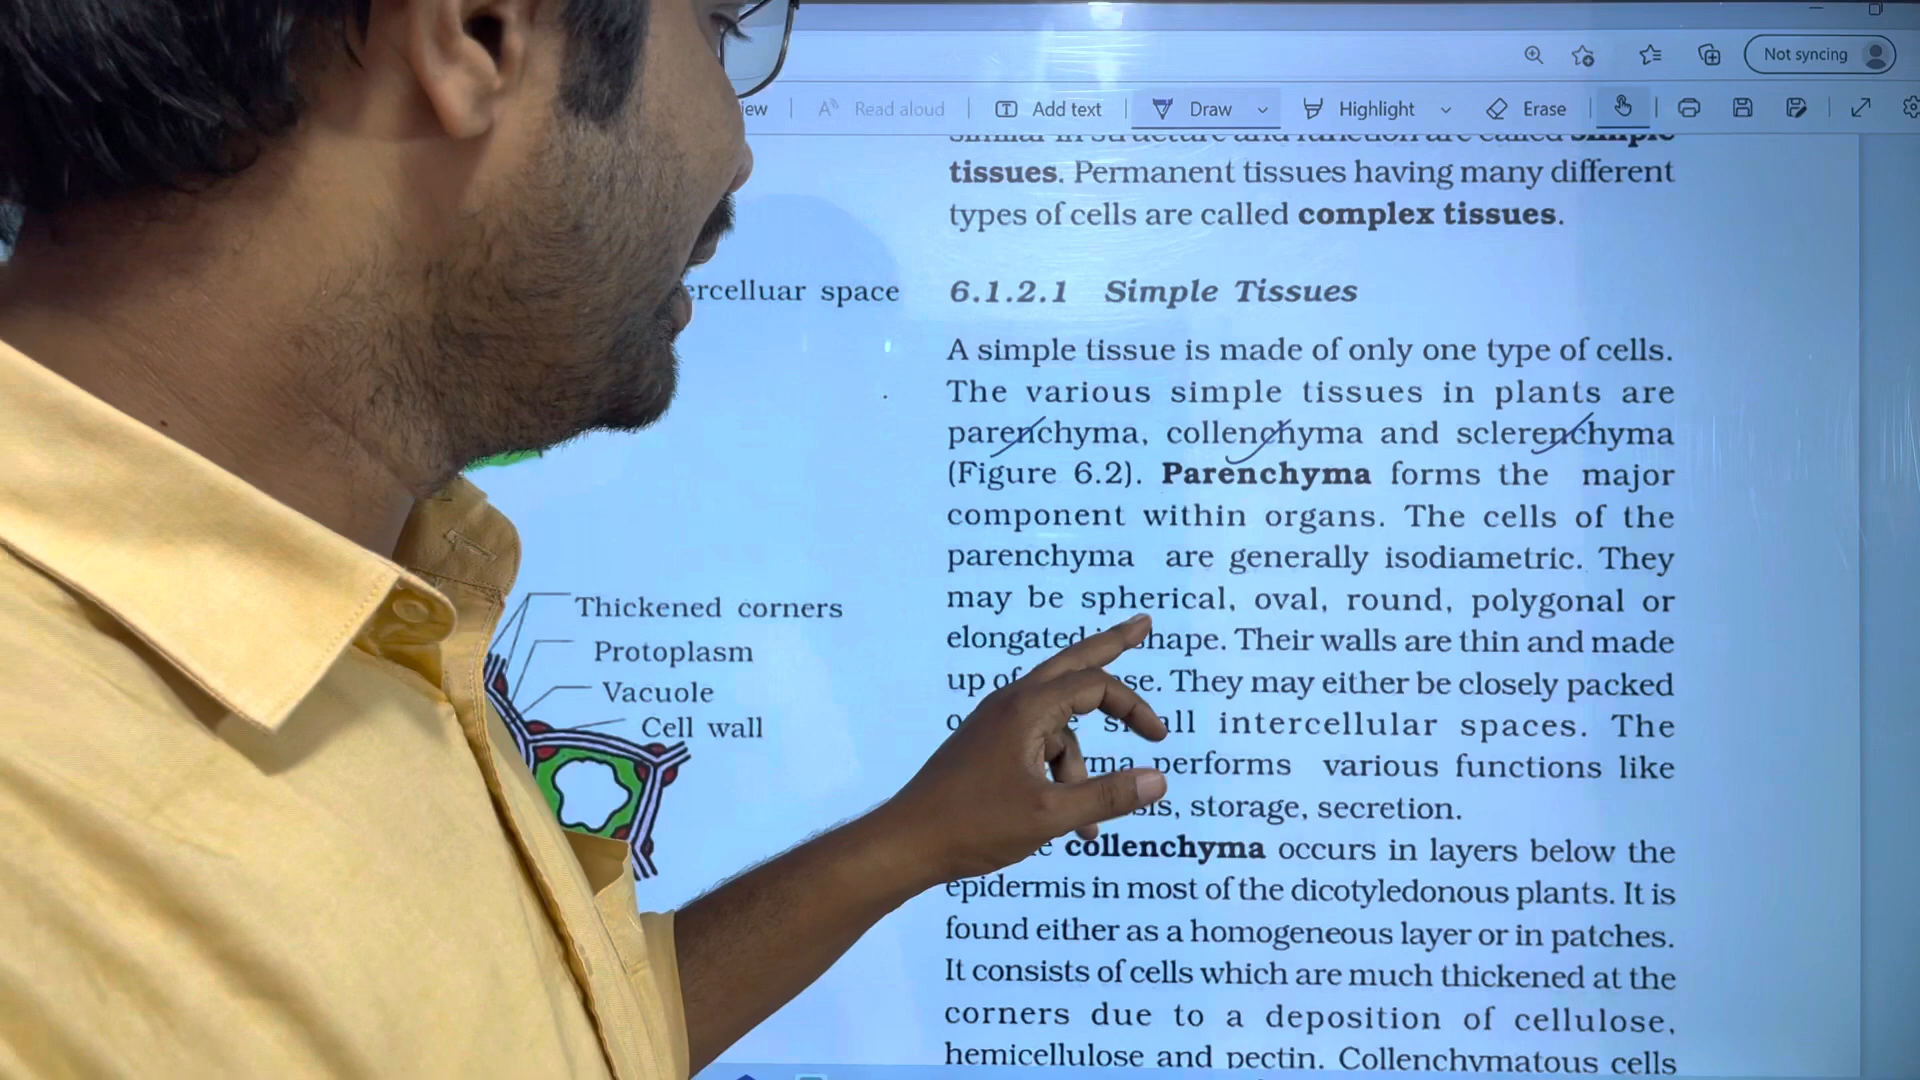 Not syncing
Read aloud Add text Draw Highlight Erase
tissues. Permanent tissues having many different
types of cells are called complex tissues.
space
6.1.2.1 Simple Tissues
A simple tissue is made of only one type of cells.
The various simple tissues in plants are
parenchyma, collenchyma and sclerenchyma
(Figure 6.2). Parenchyma forms the major
component within organs. The cells of the
parenchyma are generally isodiametric. They
may be spherical, oval, round, polygonal or
elongated shape. Their walls are thin and made
up of They may either be closely packed
small intercellular spaces. The
performs various functions like
storage, secretion.
collenchyma occurs in layers below the
epidermis in most of the dicotyledonous plants. It is
found either as a homogeneous layer or in patches.
It consists of cells which are much thickened at the
corners due to a deposition of cellulose,
hemicellulose and pectin. Collenchymatous cells
Thickened corners
Protoplasm
Vacuole
Cell wall